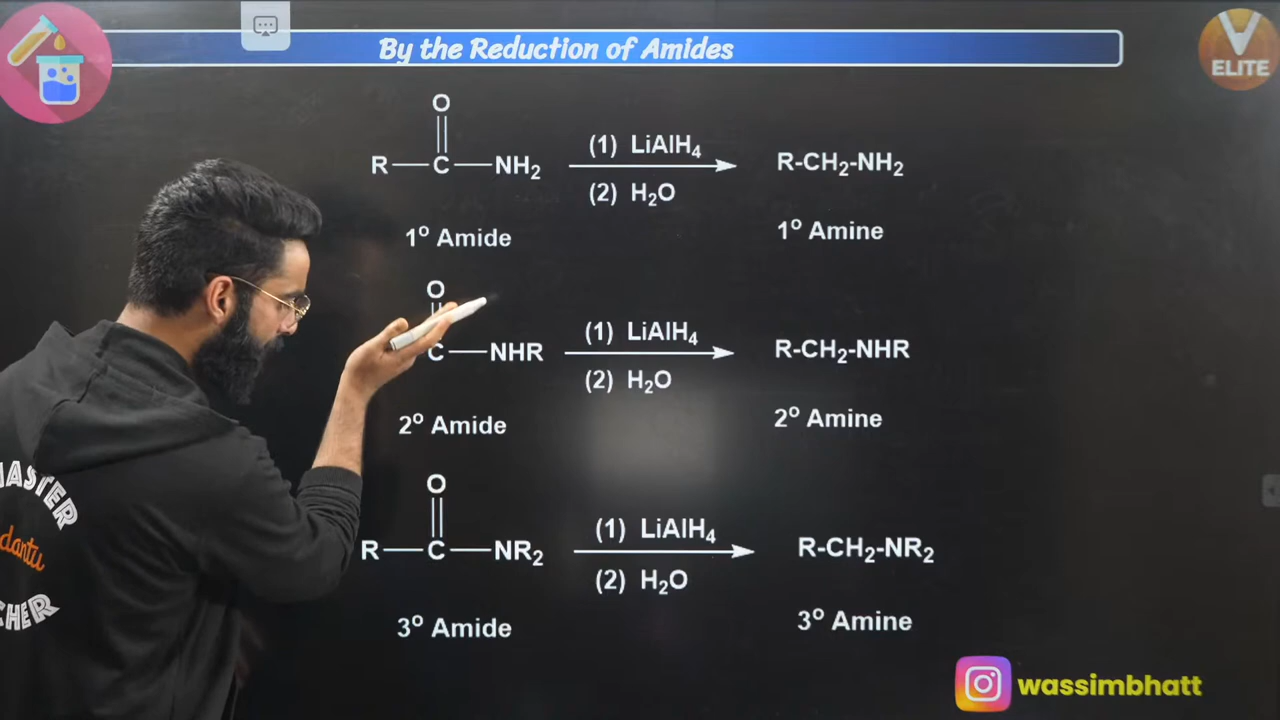 By the Reduction of Amides
ELITE
O
R—C—NH₂ (1) LiAlH₄ (2) H₂O R-CH₂-NH₂
1° Amide 1° Amine
O
C—NHR (1) LiAlH₄ (2) H₂O R-CH₂-NHR
2° Amide 2° Amine
O
R—C—NR₂ (1) LiAlH₄ (2) H₂O R-CH₂-NR₂
3° Amide 3° Amine
wassimbhatt